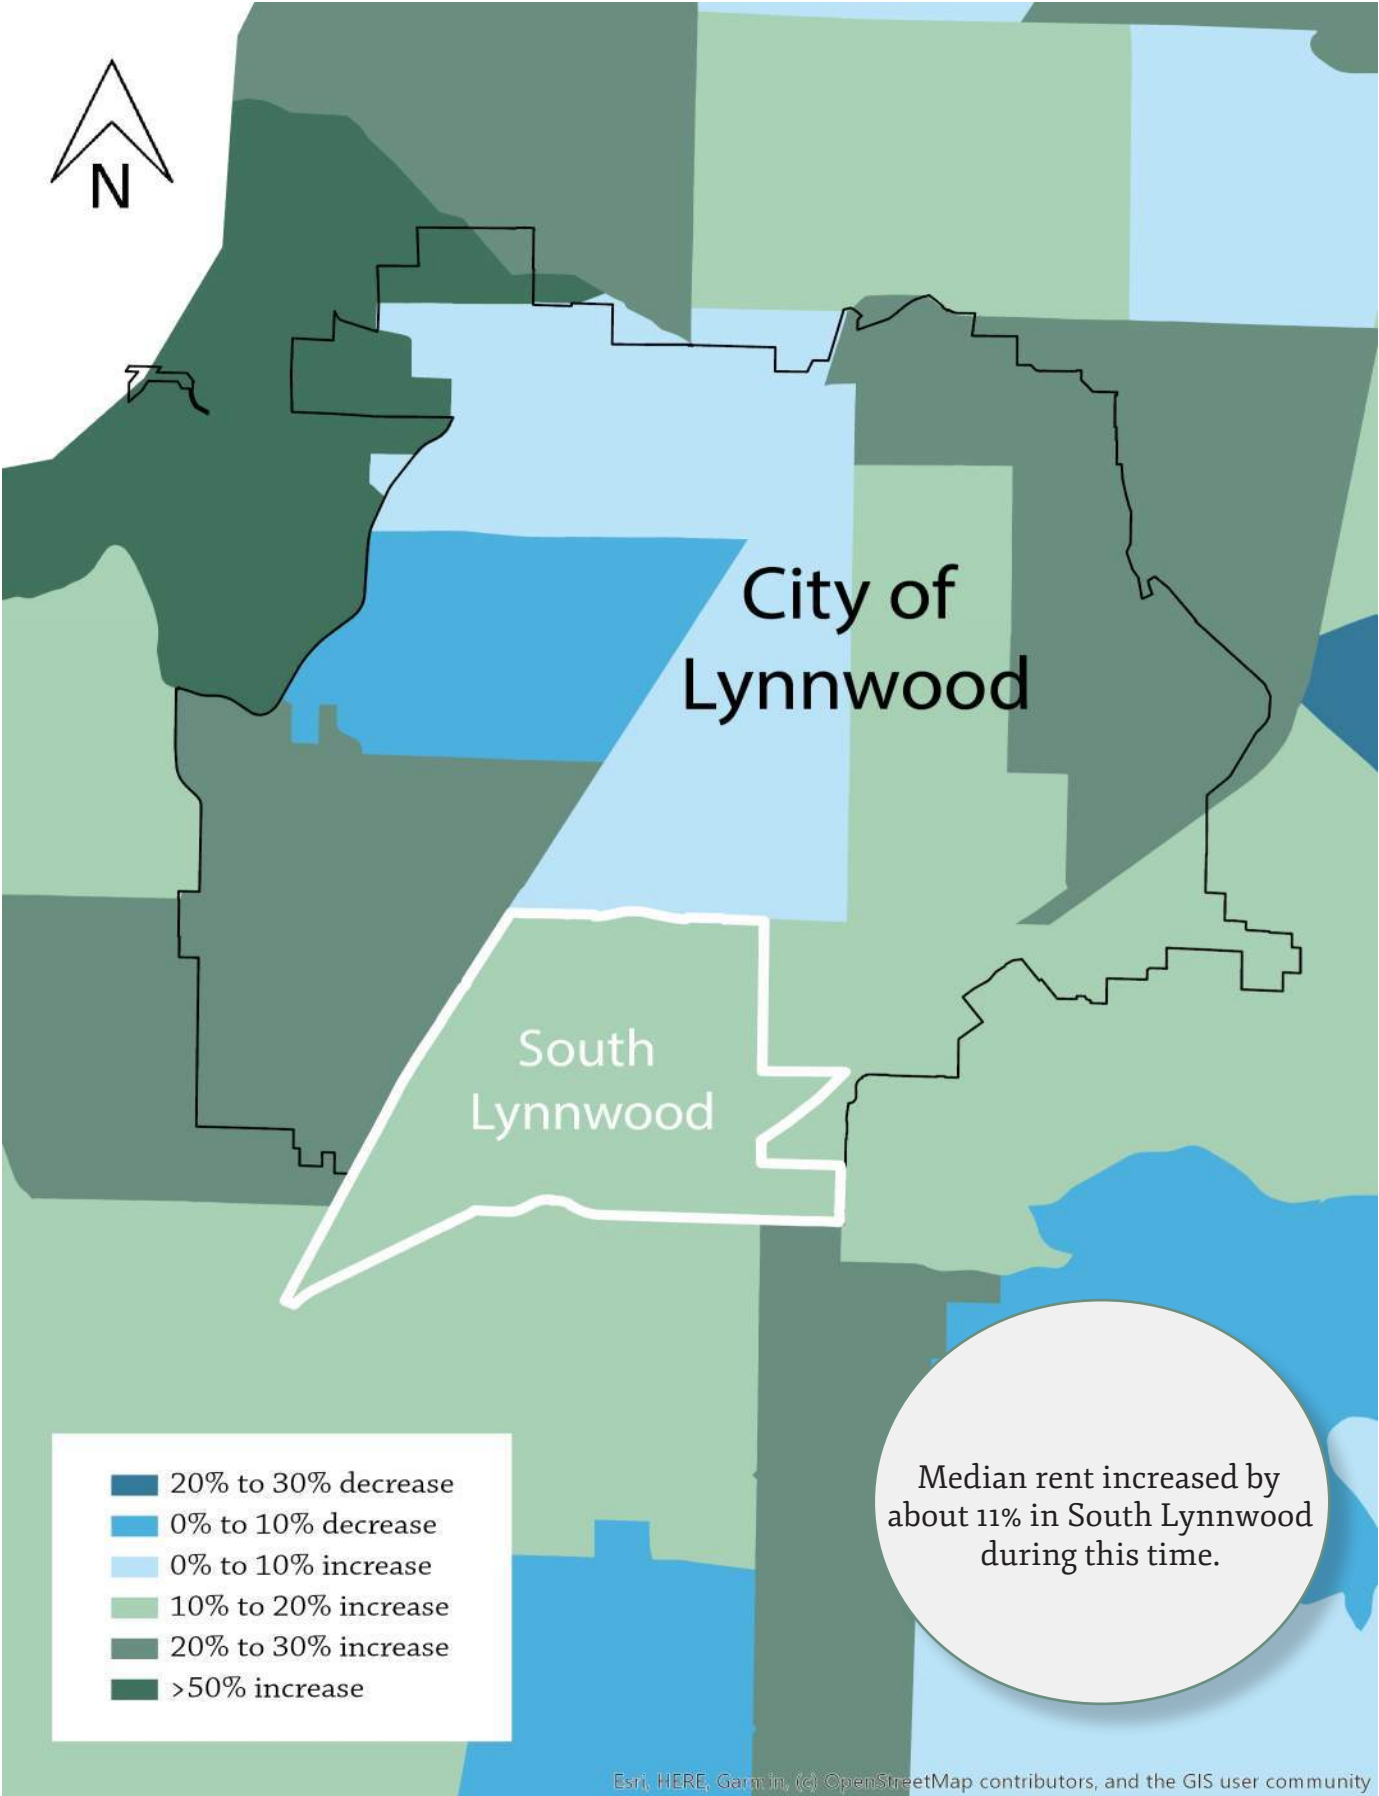 N
City of
Lynnwood
South
Lynnwood
20% to 30% decrease
0% to 10% decrease
0% to 10% increase
10% to 20% increase
20% to 30% increase
>50% increase
Median rent increased by
about 11% in South Lynnwood
during this time.
Esri, HERE, Garmin, (c) OpenStreetMap contributors, and the GIS user community